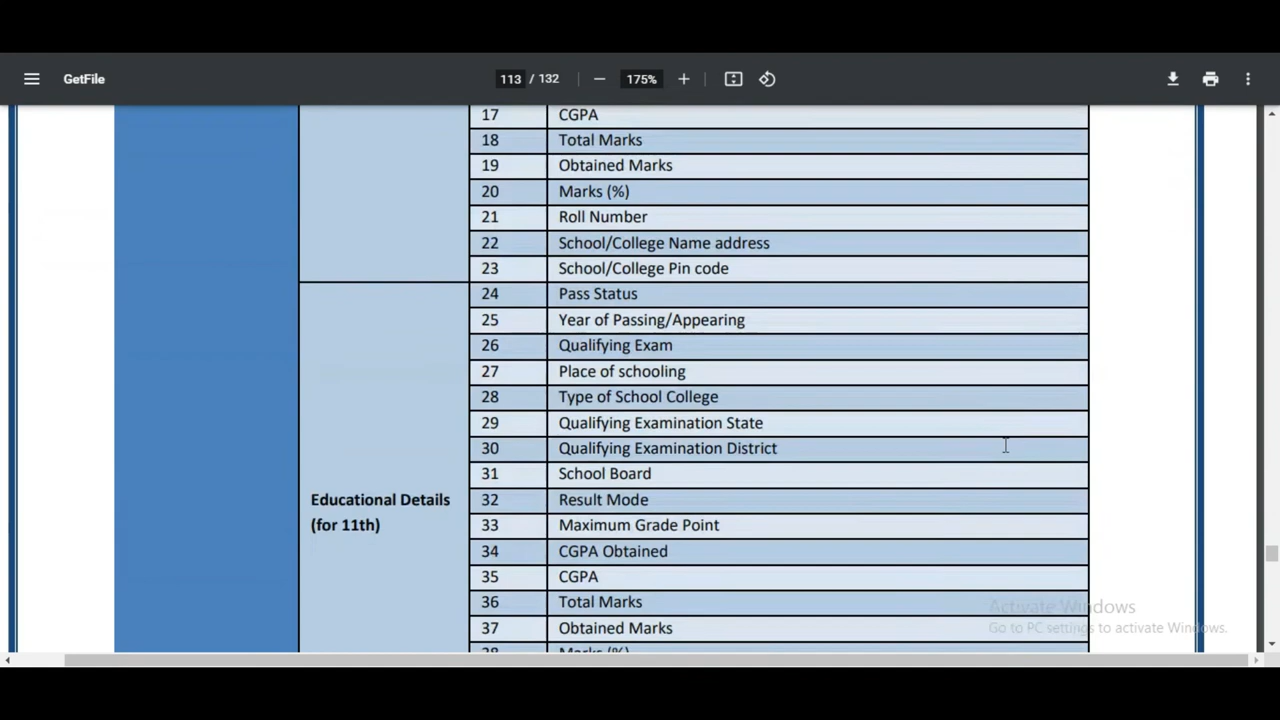 GetFile
113 / 132
175%
17 CGPA
18 Total Marks
19 Obtained Marks
20 Marks (%)
21 Roll Number
22 School/College Name address
23 School/College Pin code
24 Pass Status
25 Year of Passing/Appearing
26 Qualifying Exam
27 Place of schooling
28 Type of School College
29 Qualifying Examination State
30 Qualifying Examination District
31 School Board
Educational Details
(for 11th)
32 Result Mode
33 Maximum Grade Point
34 CGPA Obtained
35 CGPA
36 Total Marks
37 Obtained Marks
38 Marks (%)
Activate Windows
Go to PC settings to activate Windows.